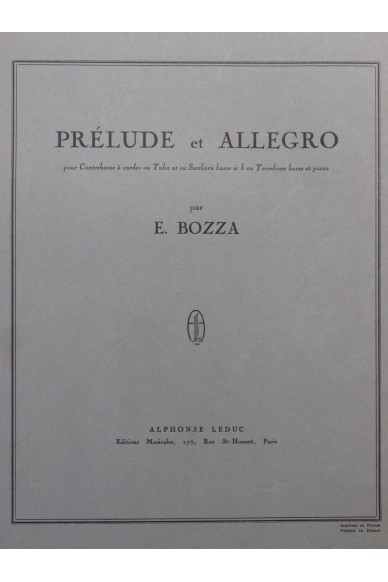 PRÉLUDE et ALLEGRO
pour Contrebasse à cordes ou Tuba ut ou Saxhorn basse si b ou Trombone basse et piano
par
E. BOZZA
ALPHONSE LEDUC
Editions Musicales, 175, Rue St-Honoré, Paris
Imprimé en France
Printed in France